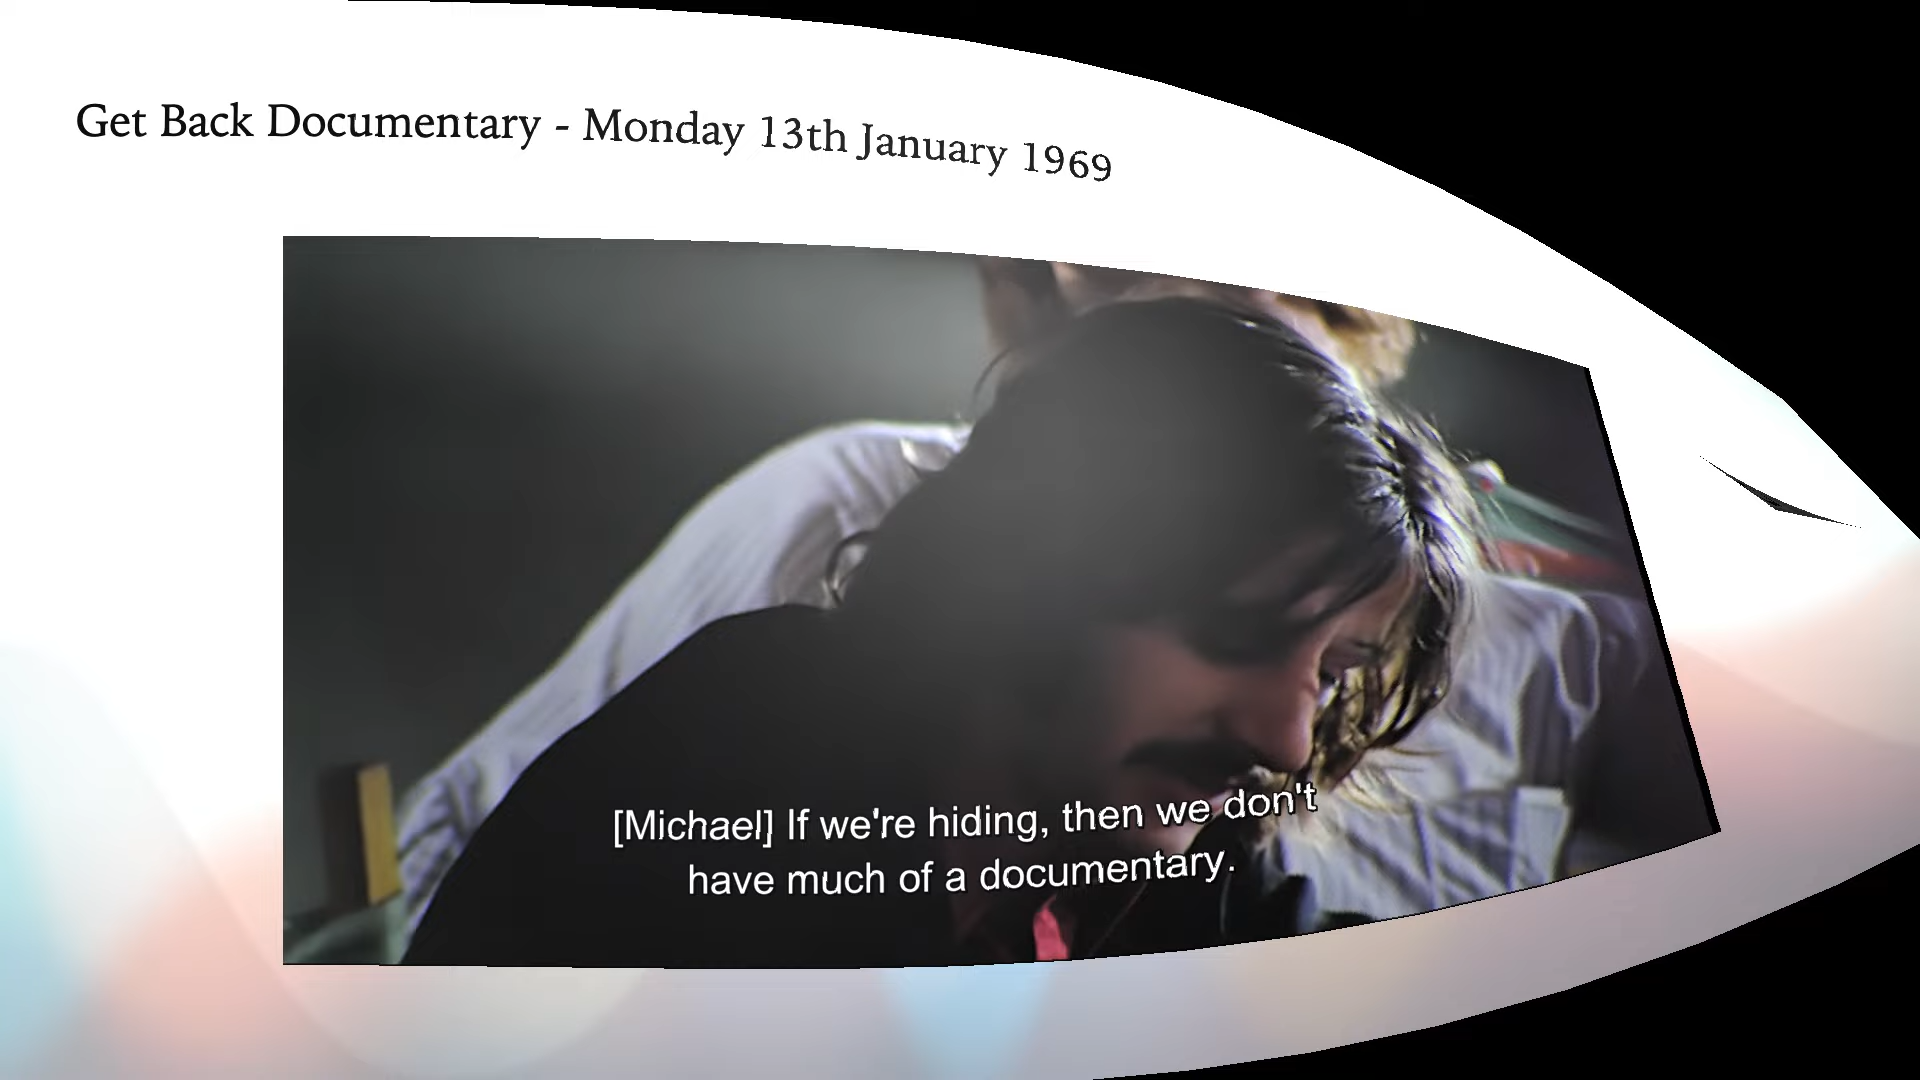 Get Back Documentary - Monday 13th January 1969
[Michael] If we're hiding, then we don't
have much of a documentary.